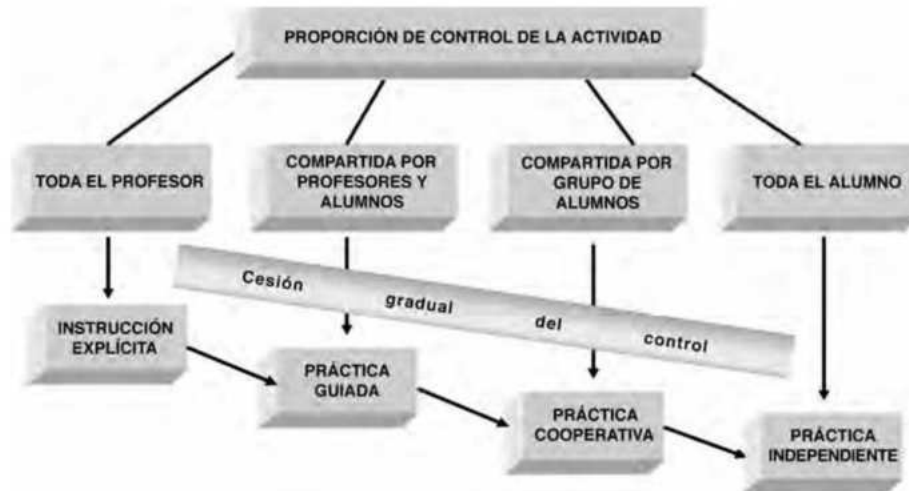 PROPORCIÓN DE CONTROL DE LA ACTIVIDAD
TODA EL PROFESOR
COMPARTIDA POR
PROFESORES Y
ALUMNOS
COMPARTIDA POR
GRUPO DE
ALUMNOS
TODA EL ALUMNO
Cesión gradual del control
INSTRUCCIÓN
EXPLÍCITA
PRÁCTICA
GUIADA
PRÁCTICA
COOPERATIVA
PRÁCTICA
INDEPENDIENTE